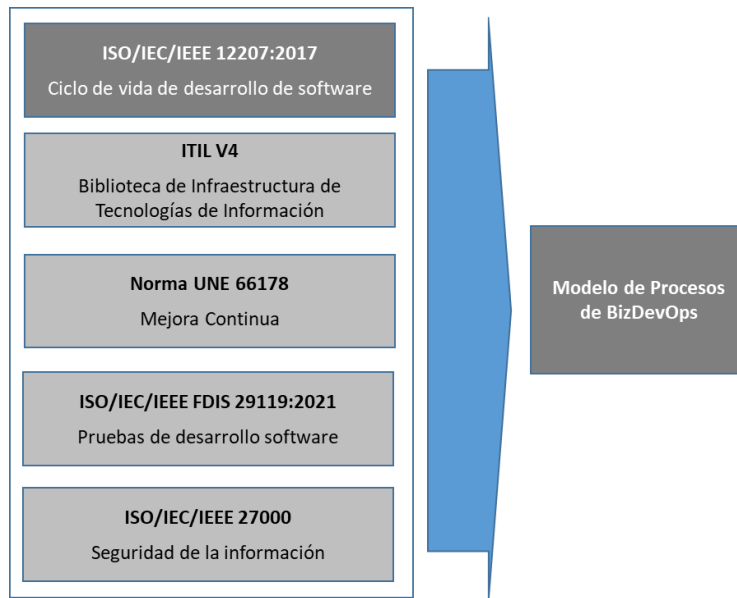 ISO/IEC/IEEE 12207:2017
Ciclo de vida de desarrollo de software
ITIL V4
Biblioteca de Infraestructura de
Tecnologías de Información
Norma UNE 66178
Mejora Continua
ISO/IEC/IEEE FDIS 29119:2021
Pruebas de desarrollo software
ISO/IEC/IEEE 27000
Seguridad de la información
Modelo de Procesos
de BizDevOps